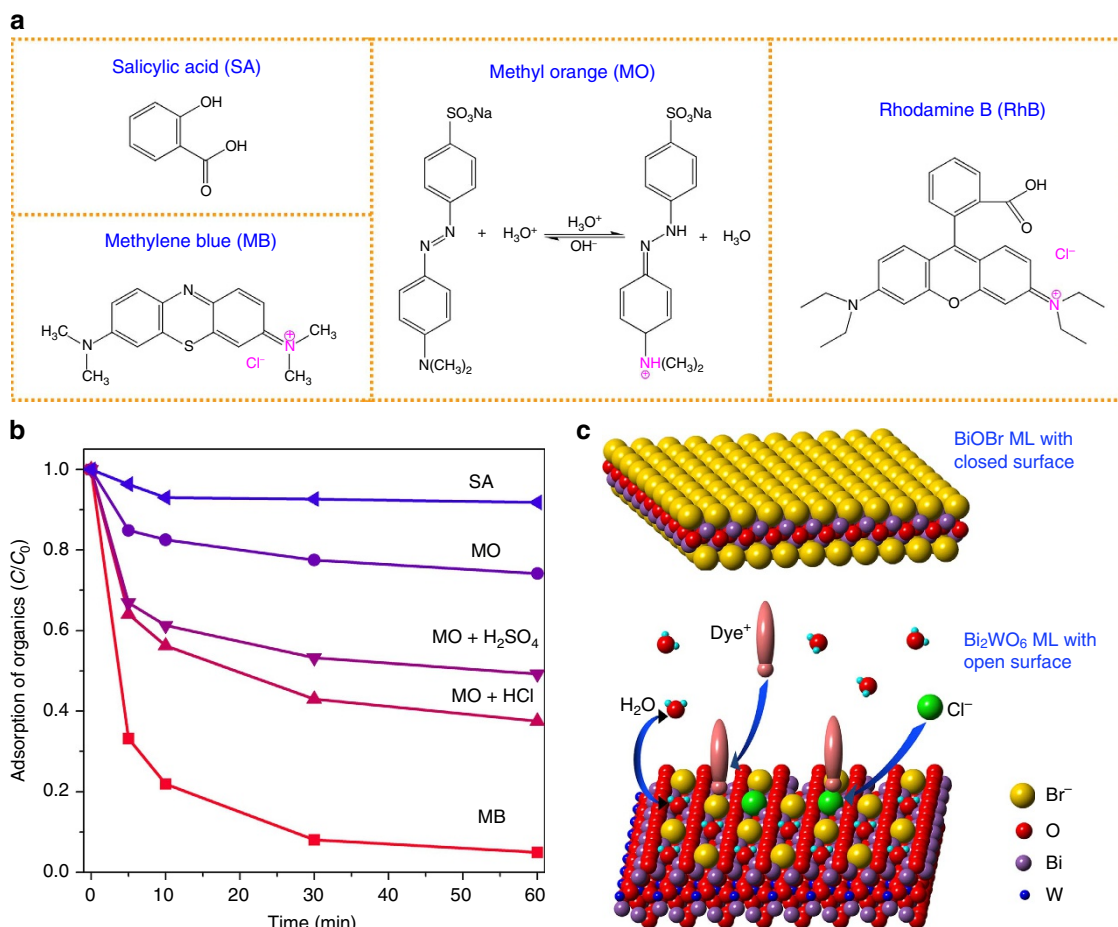 a
Salicylic acid (SA)
OH
OH
O
Methylene blue (MB)
N
H₃C
N
S
N
CH₃
CH₃
Cl⁻
CH₃
⊕
Methyl orange (MO)
SO₃Na
N
N
N(CH₃)₂
+ H₃O⁺
H₃O⁺
OH⁻
SO₃Na
NH
N
NH(CH₃)₂
⊕
+ H₃O
Rhodamine B (RhB)
OH
O
Cl⁻
N
O
N
⊕
b
Adsorption of organics (C/C₀)
1.0
0.8
0.6
0.4
0.2
0.0
SA
MO
MO + H₂SO₄
MO + HCl
MB
0 10 20 30 40 50 60
Time (min)
c
BiOBr ML with
closed surface
Dye⁺
Bi₂WO₆ ML with
open surface
H₂O
Cl⁻
Br⁻
O
Bi
W